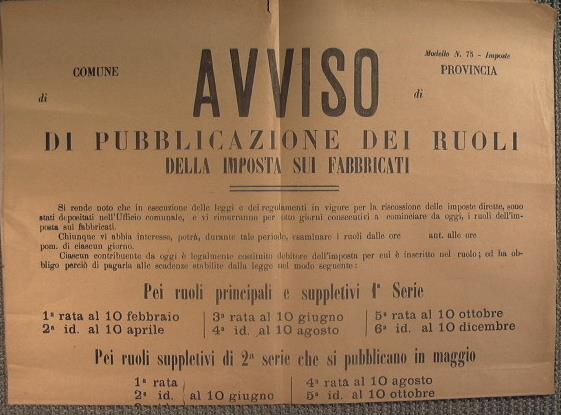 COMUNE
di
AVVISO
Modello N. 75 - Imposte
PROVINCIA
di
DI PUBBLICAZIONE DEI RUOLI
DELLA IMPOSTA SUI FABBRICATI
Si rende noto che in esecuzione delle leggi e dei regolamenti in vigore per la riscossione delle imposte dirette, sono
stati depositati nell'Ufficio comunale, e vi rimarranno per otto giorni consecutivi a cominciare da oggi, i ruoli dell'im-
posta sui fabbricati.
Chiunque vi abbia interesse, potrà, durante tale periodo, esaminare i ruoli dalle ore ant. alle ore
pom. di ciascun giorno.
Ciascun contribuente da oggi è legalmente costituito debitore dell'imposta per cui è inscritto nel ruolo; ed ha ob-
bligo perciò di pagarla alle scadenze stabilite dalla legge nel modo seguente:
Pei ruoli principali e suppletivi 1ª Serie
1ª rata al 10 febbraio 3ª rata al 10 giugno 5ª rata al 10 ottobre
2ª id. al 10 aprile 4ª id. al 10 agosto 6ª id. al 10 dicembre
Pei ruoli suppletivi di 2ª serie che si pubblicano in maggio
1ª rata 4ª rata al 10 agosto
2ª id. al 10 giugno 5ª id. al 10 ottobre